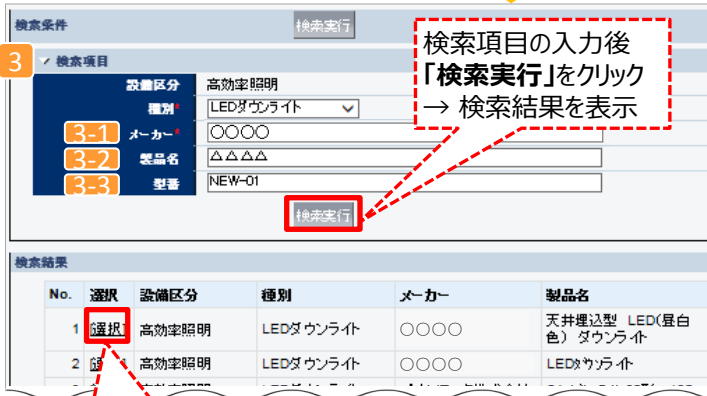 検索条件 検索実行
検索項目の入力後
「検索実行」をクリック
→ 検索結果を表示
3 検索項目
設備区分 高効率照明
種別* LEDダウンライト
3-1 メーカー* 〇〇〇〇
3-2 製品名 △△△△
3-3 型番 NEW-01
検索実行
検索結果
No. 選択 設備区分 種別 メーカー 製品名
1 [選択] 高効率照明 LEDダウンライト 〇〇〇〇 天井埋込型 LED(昼白
色) ダウンライト
2 高効率照明 LEDダウンライト 〇〇〇〇 LEDダウンライト